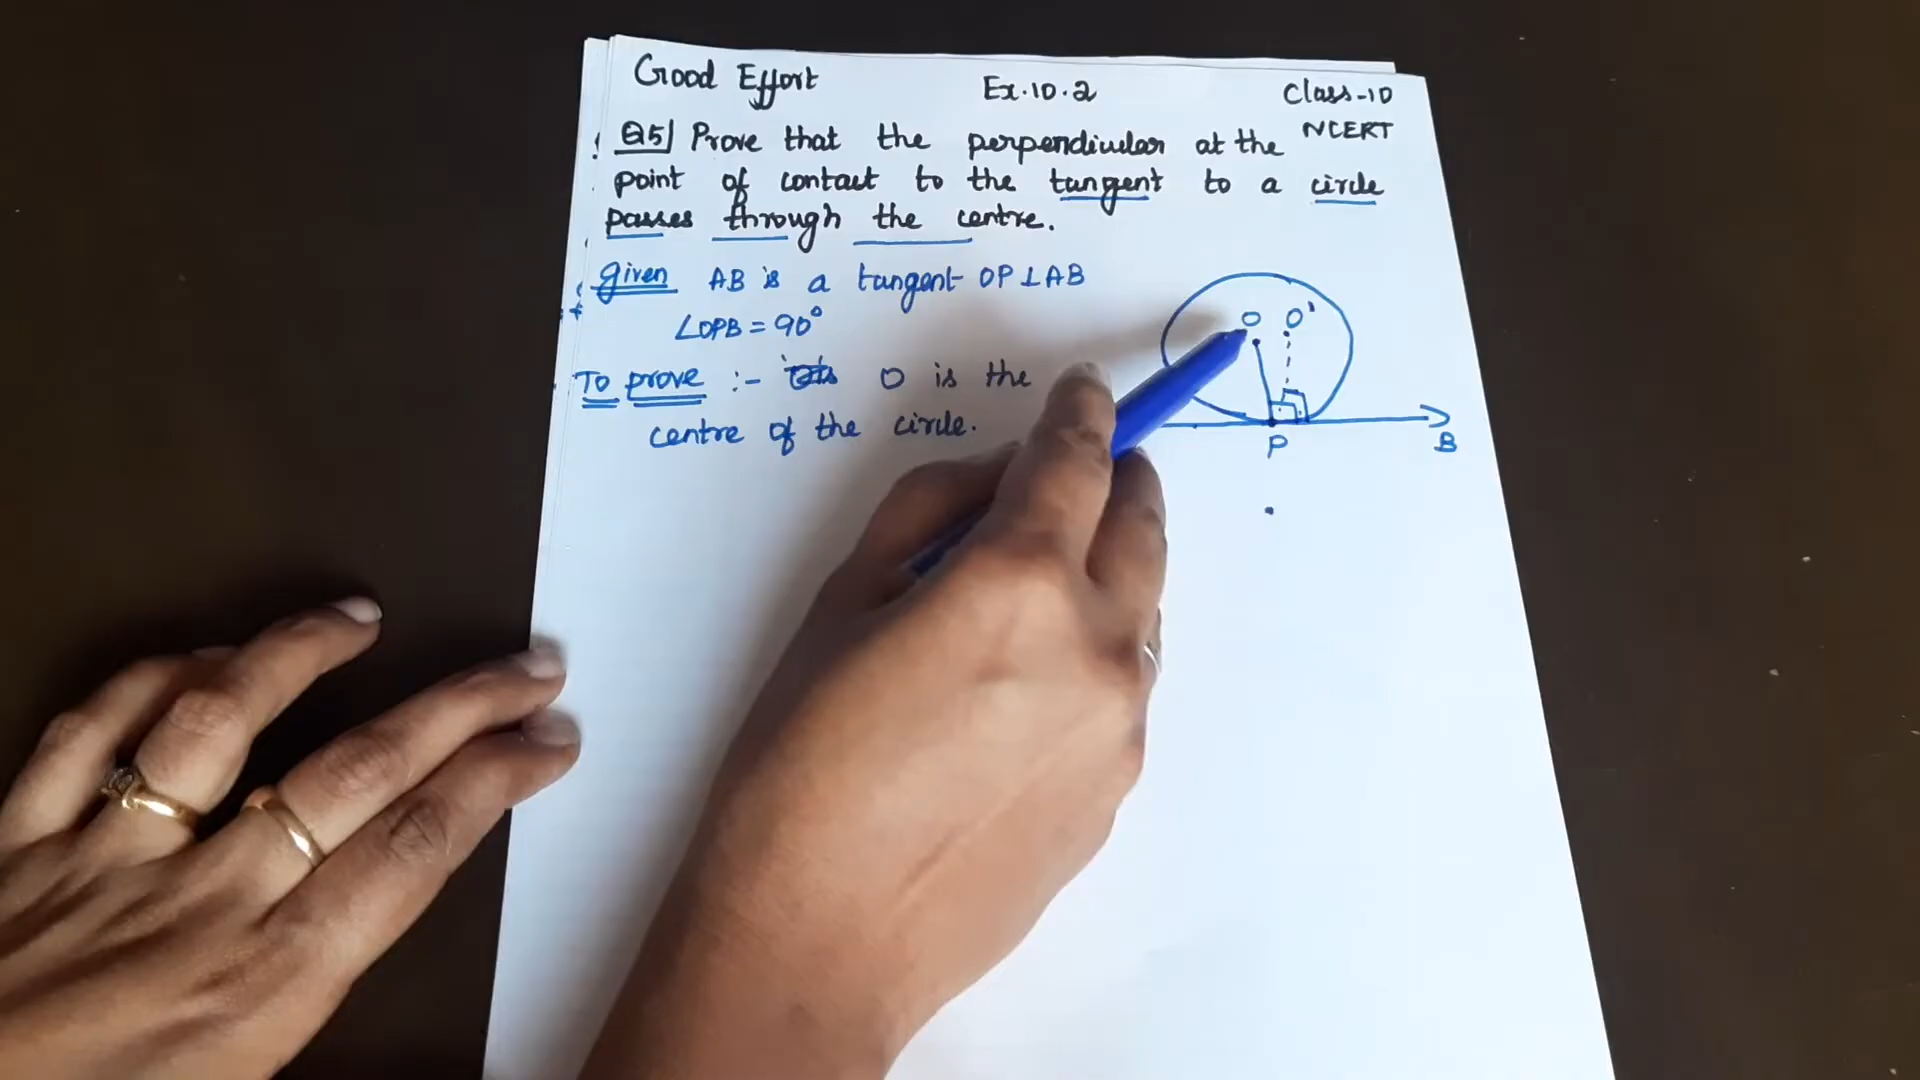 Good Effort Ex.10.2 Class-10
NCERT
Q5 Prove that the perpendicular at the
point of contact to the tangent to a circle
passes through the centre.
given AB is a tangent OP⊥AB
∠OPB = 90°
To prove :- O is the
centre of the circle.
O O'
P
B